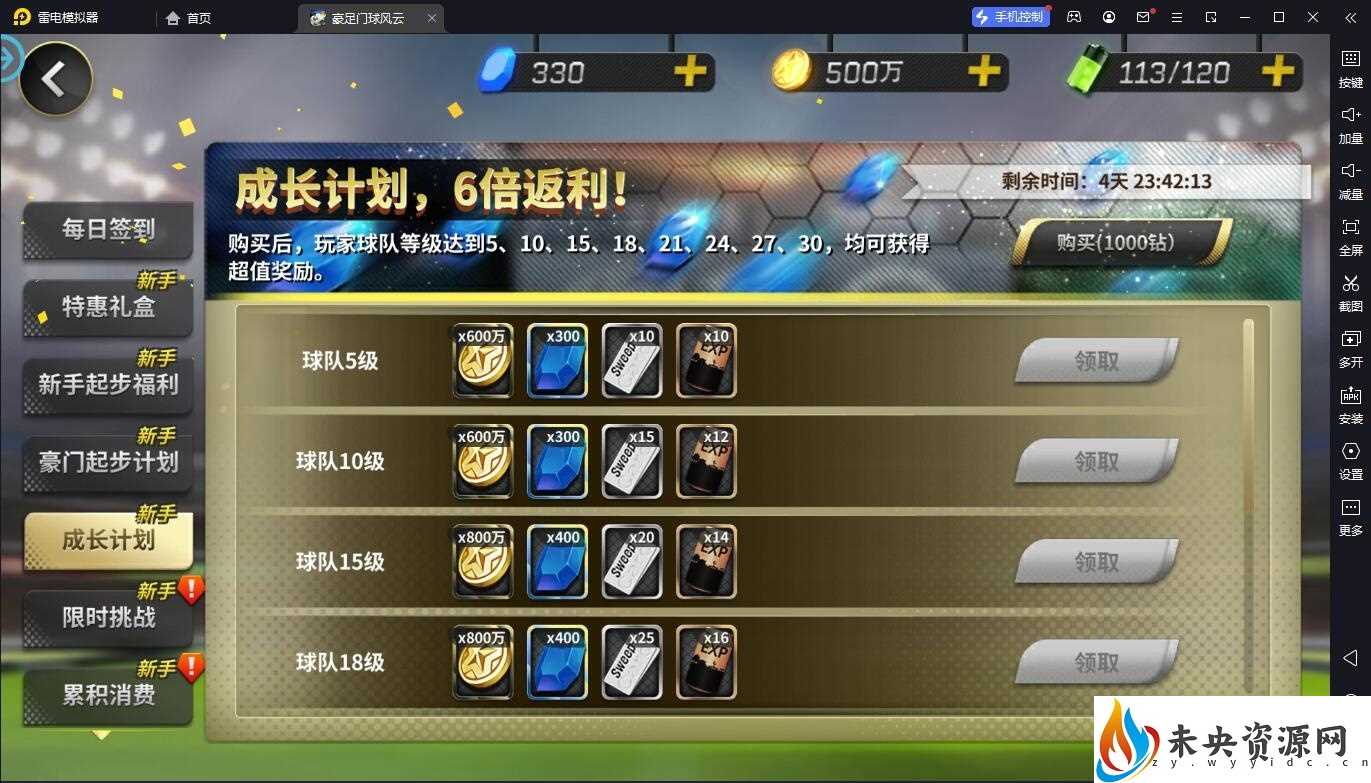 雷电模拟器
首页
豪足门球风云
手机控制
330
500万
113/120
按键
加量
减量
全屏
截图
多开
APK
安装
设置
更多
每日签到
新手
特惠礼盒
新手
新手起步福利
新手
豪门起步计划
新手
成长计划
新手
限时挑战
新手
累积消费
成长计划，6倍返利！
剩余时间：4天 23:42:13
购买后，玩家球队等级达到5、10、15、18、21、24、27、30，均可获得
超值奖励。
购买(1000钻)
球队5级
x600万
x300
x10
Sweep
x10
EXP
领取
球队10级
x600万
x300
x15
Sweep
x12
EXP
领取
球队15级
x800万
x400
x20
Sweep
x14
EXP
领取
球队18级
x800万
x400
x25
Sweep
x16
EXP
领取
未央资源网
zy.wyyidc.cn